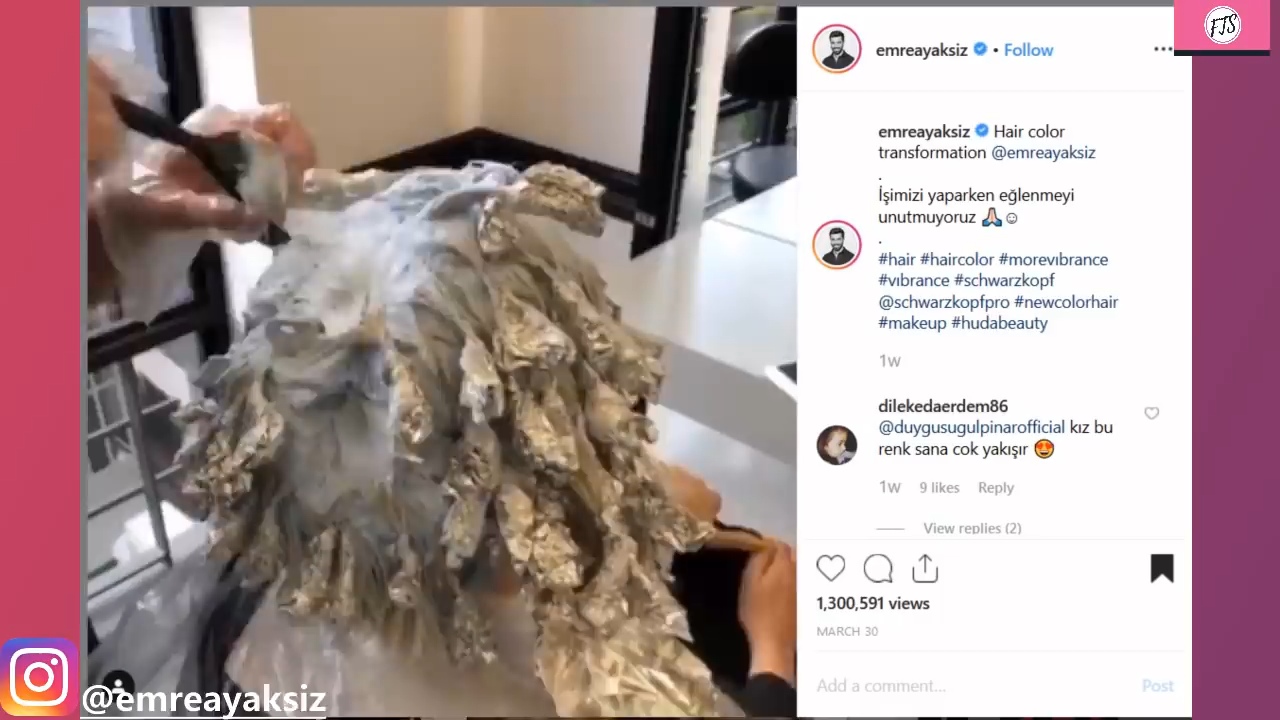 FTS
emreayaksiz • Follow
emreayaksiz Hair color
transformation @emreayaksiz
.
İşimizi yaparken eğlenmeyi
unutmuyoruz 🙏🏻☺
.
#hair #haircolor #morevıbrance
#vıbrance #schwarzkopf
@schwarzkopfpro #newcolorhair
#makeup #hudabeauty
1w
dilekedaerdem86
@duygusugulpinarofficial kız bu
renk sana cok yakışır 😍
1w 9 likes Reply
View replies (2)
1,300,591 views
MARCH 30
Add a comment... Post
@emreayaksiz